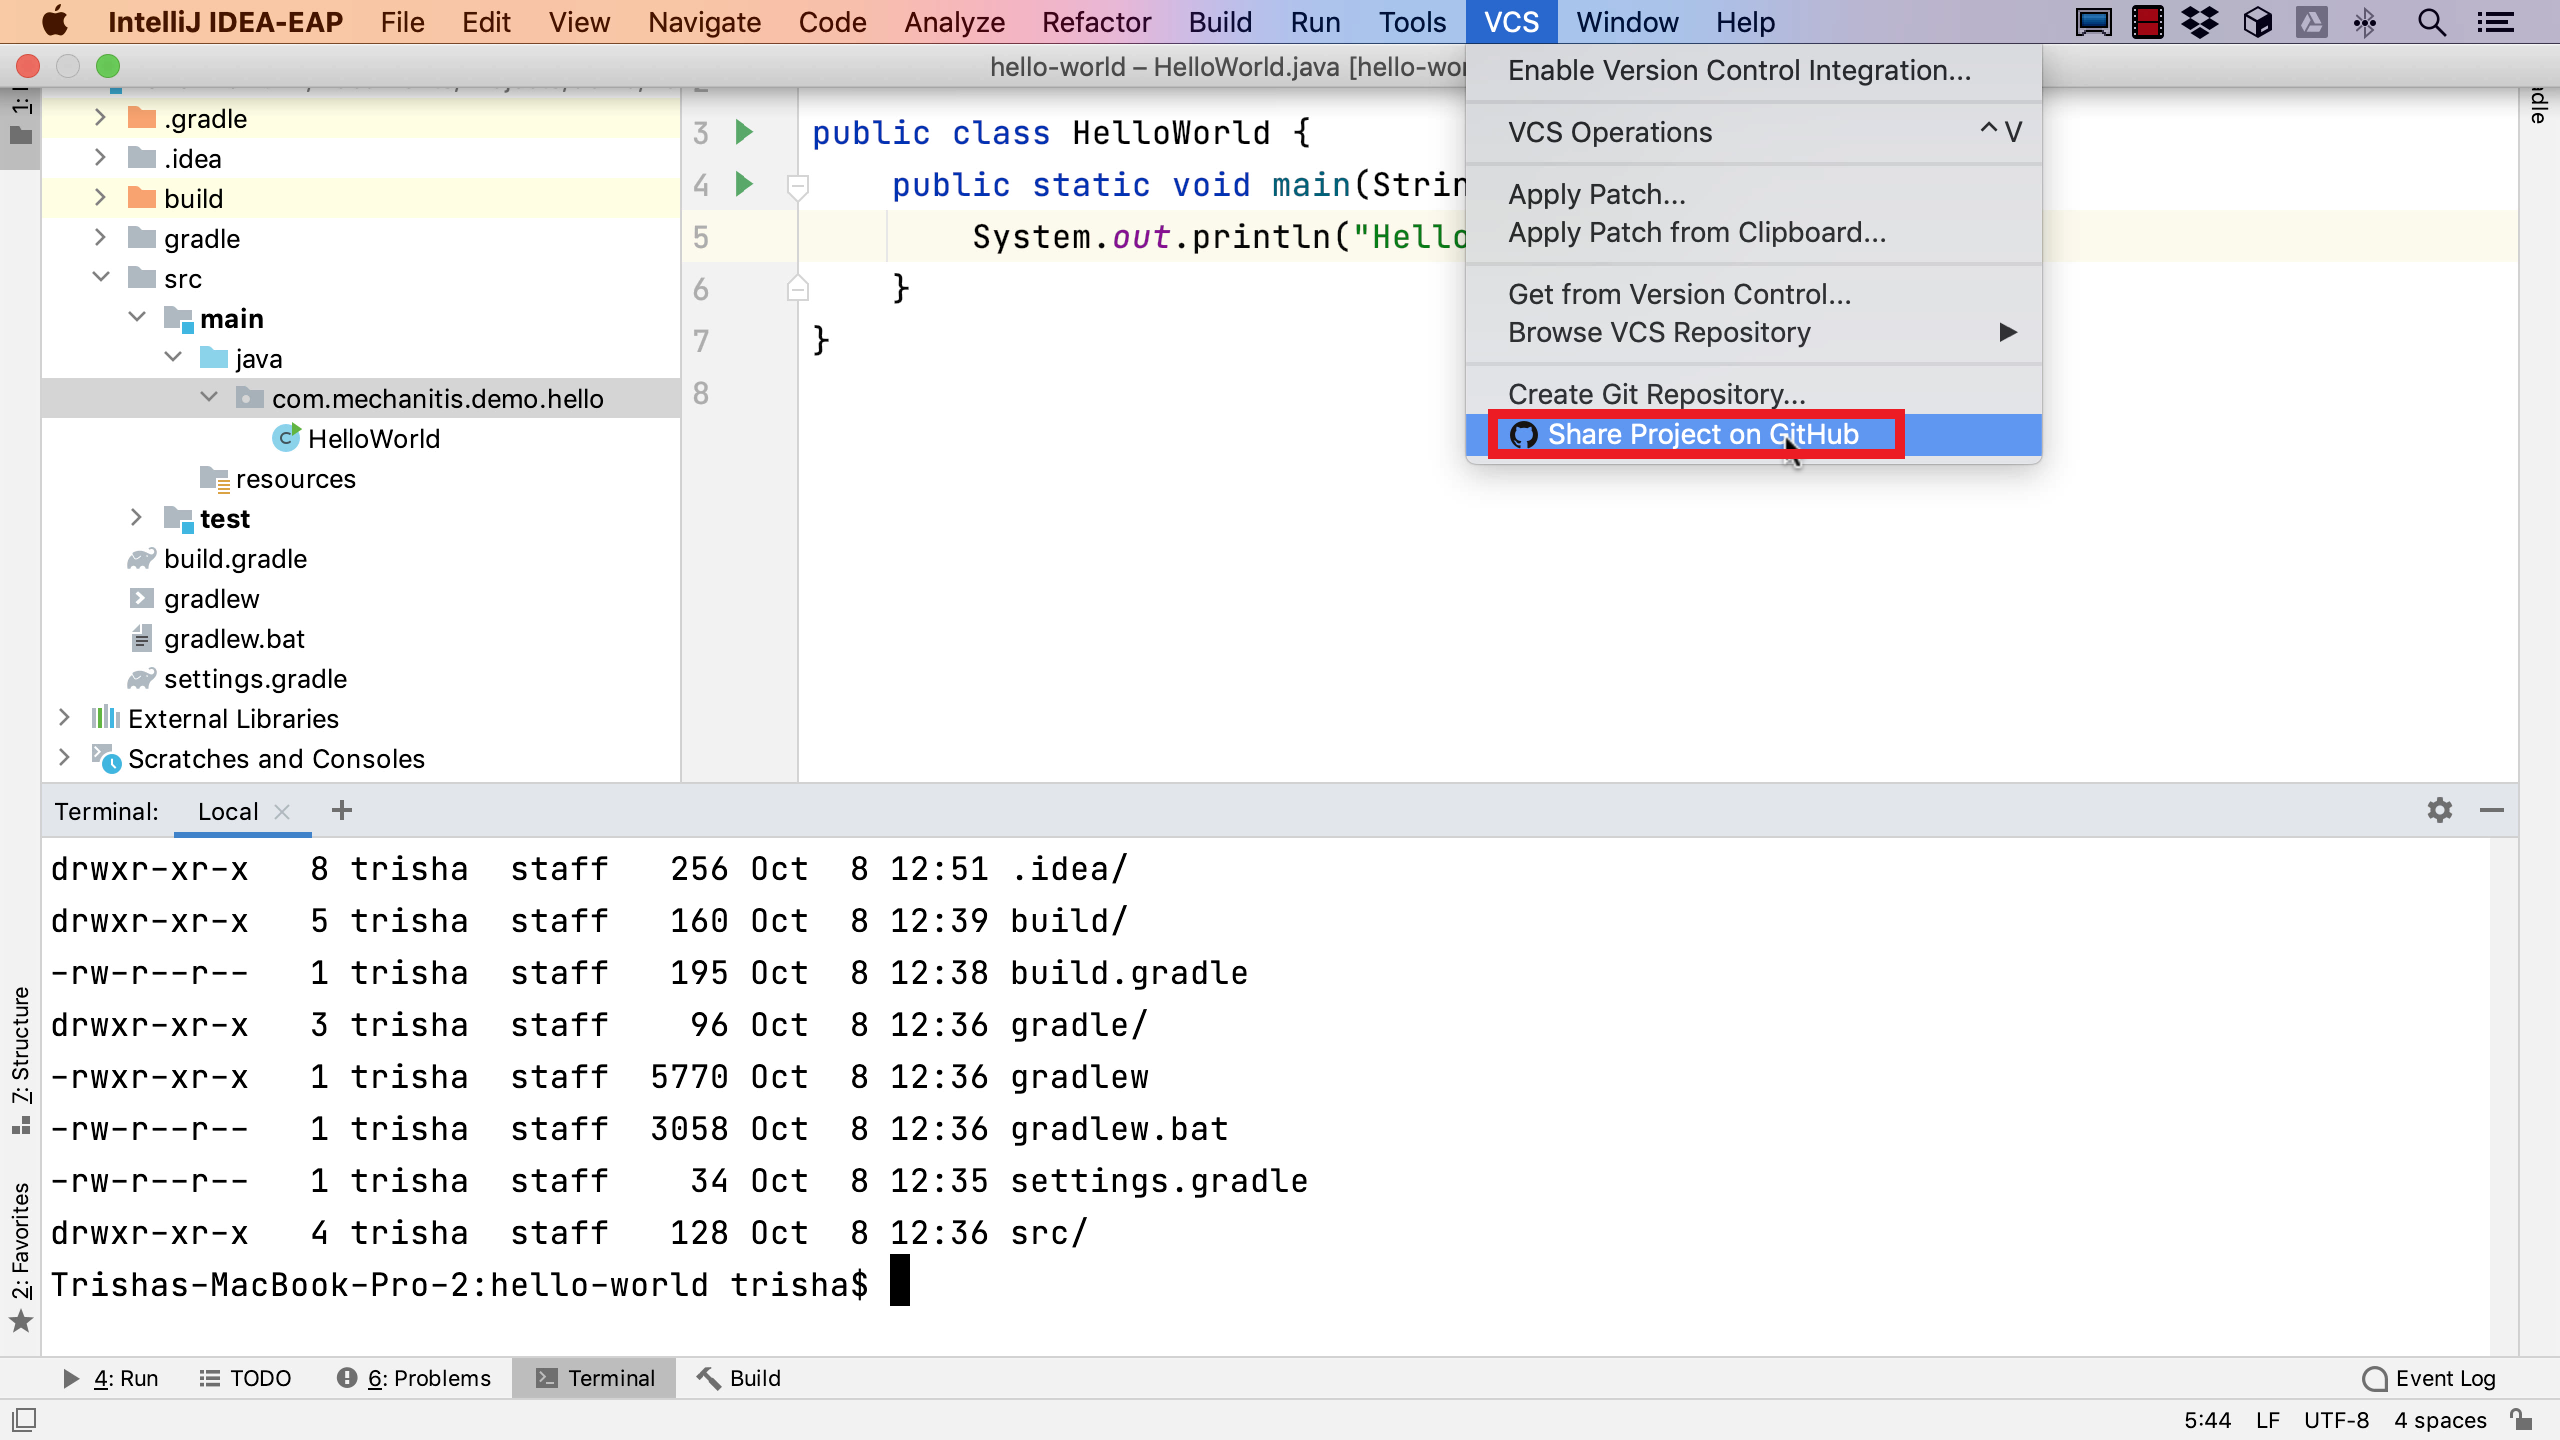 IntelliJ IDEA-EAP File Edit View Navigate Code Analyze Refactor Build Run Tools VCS Window Help
hello-world – HelloWorld.java
Enable Version Control Integration...
VCS Operations ^V
Apply Patch...
Apply Patch from Clipboard...
Get from Version Control...
Browse VCS Repository
Create Git Repository...
Share Project on GitHub
.gradle
.idea
build
gradle
src
main
java
com.mechanitis.demo.hello
HelloWorld
resources
test
build.gradle
gradlew
gradlew.bat
settings.gradle
External Libraries
Scratches and Consoles
3 public class HelloWorld {
4 public static void main(
5 System.out.println("Hello
6 }
7 }
8
Terminal: Local
drwxr-xr-x 8 trisha staff 256 Oct 8 12:51 .idea/
drwxr-xr-x 5 trisha staff 160 Oct 8 12:39 build/
-rw-r--r-- 1 trisha staff 195 Oct 8 12:38 build.gradle
drwxr-xr-x 3 trisha staff 96 Oct 8 12:36 gradle/
-rwxr-xr-x 1 trisha staff 5770 Oct 8 12:36 gradlew
-rw-r--r-- 1 trisha staff 3058 Oct 8 12:36 gradlew.bat
-rw-r--r-- 1 trisha staff 34 Oct 8 12:35 settings.gradle
drwxr-xr-x 4 trisha staff 128 Oct 8 12:36 src/
Trishas-MacBook-Pro-2:hello-world trisha$
7: Structure
2: Favorites
4: Run TODO 6: Problems Terminal Build Event Log
5:44 LF UTF-8 4 spaces